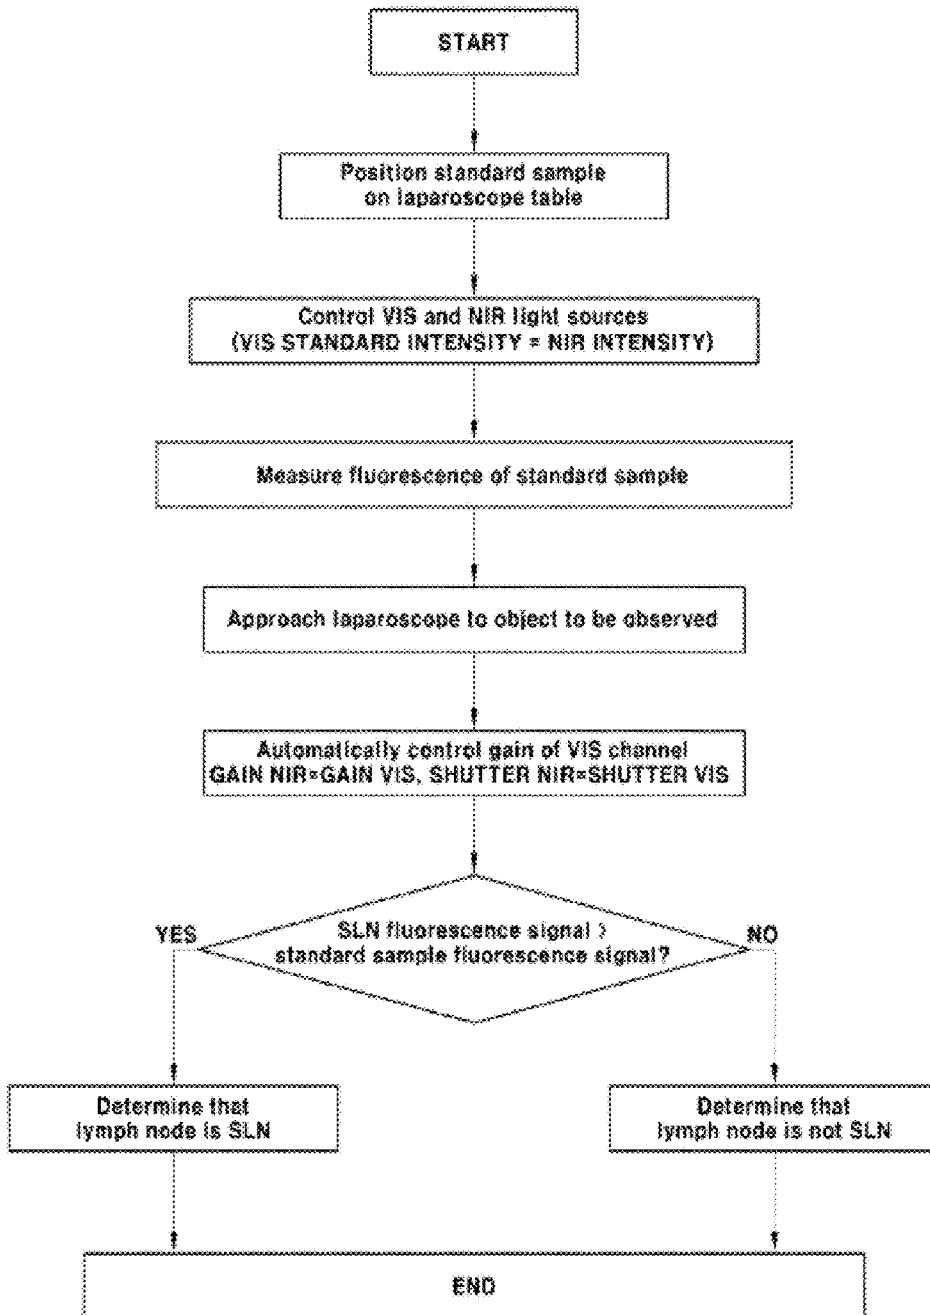 START
Position standard sample
on laparoscope table
Control VIS and NIR light sources
(VIS STANDARD INTENSITY = NIR INTENSITY)
Measure fluorescence of standard sample
Approach laparoscope to object to be observed
Automatically control gain of VIS channel
GAIN NIR=GAIN VIS, SHUTTER NIR=SHUTTER VIS
SLN fluorescence signal >
standard sample fluorescence signal?
YES
NO
Determine that
lymph node is SLN
Determine that
lymph node is not SLN
END